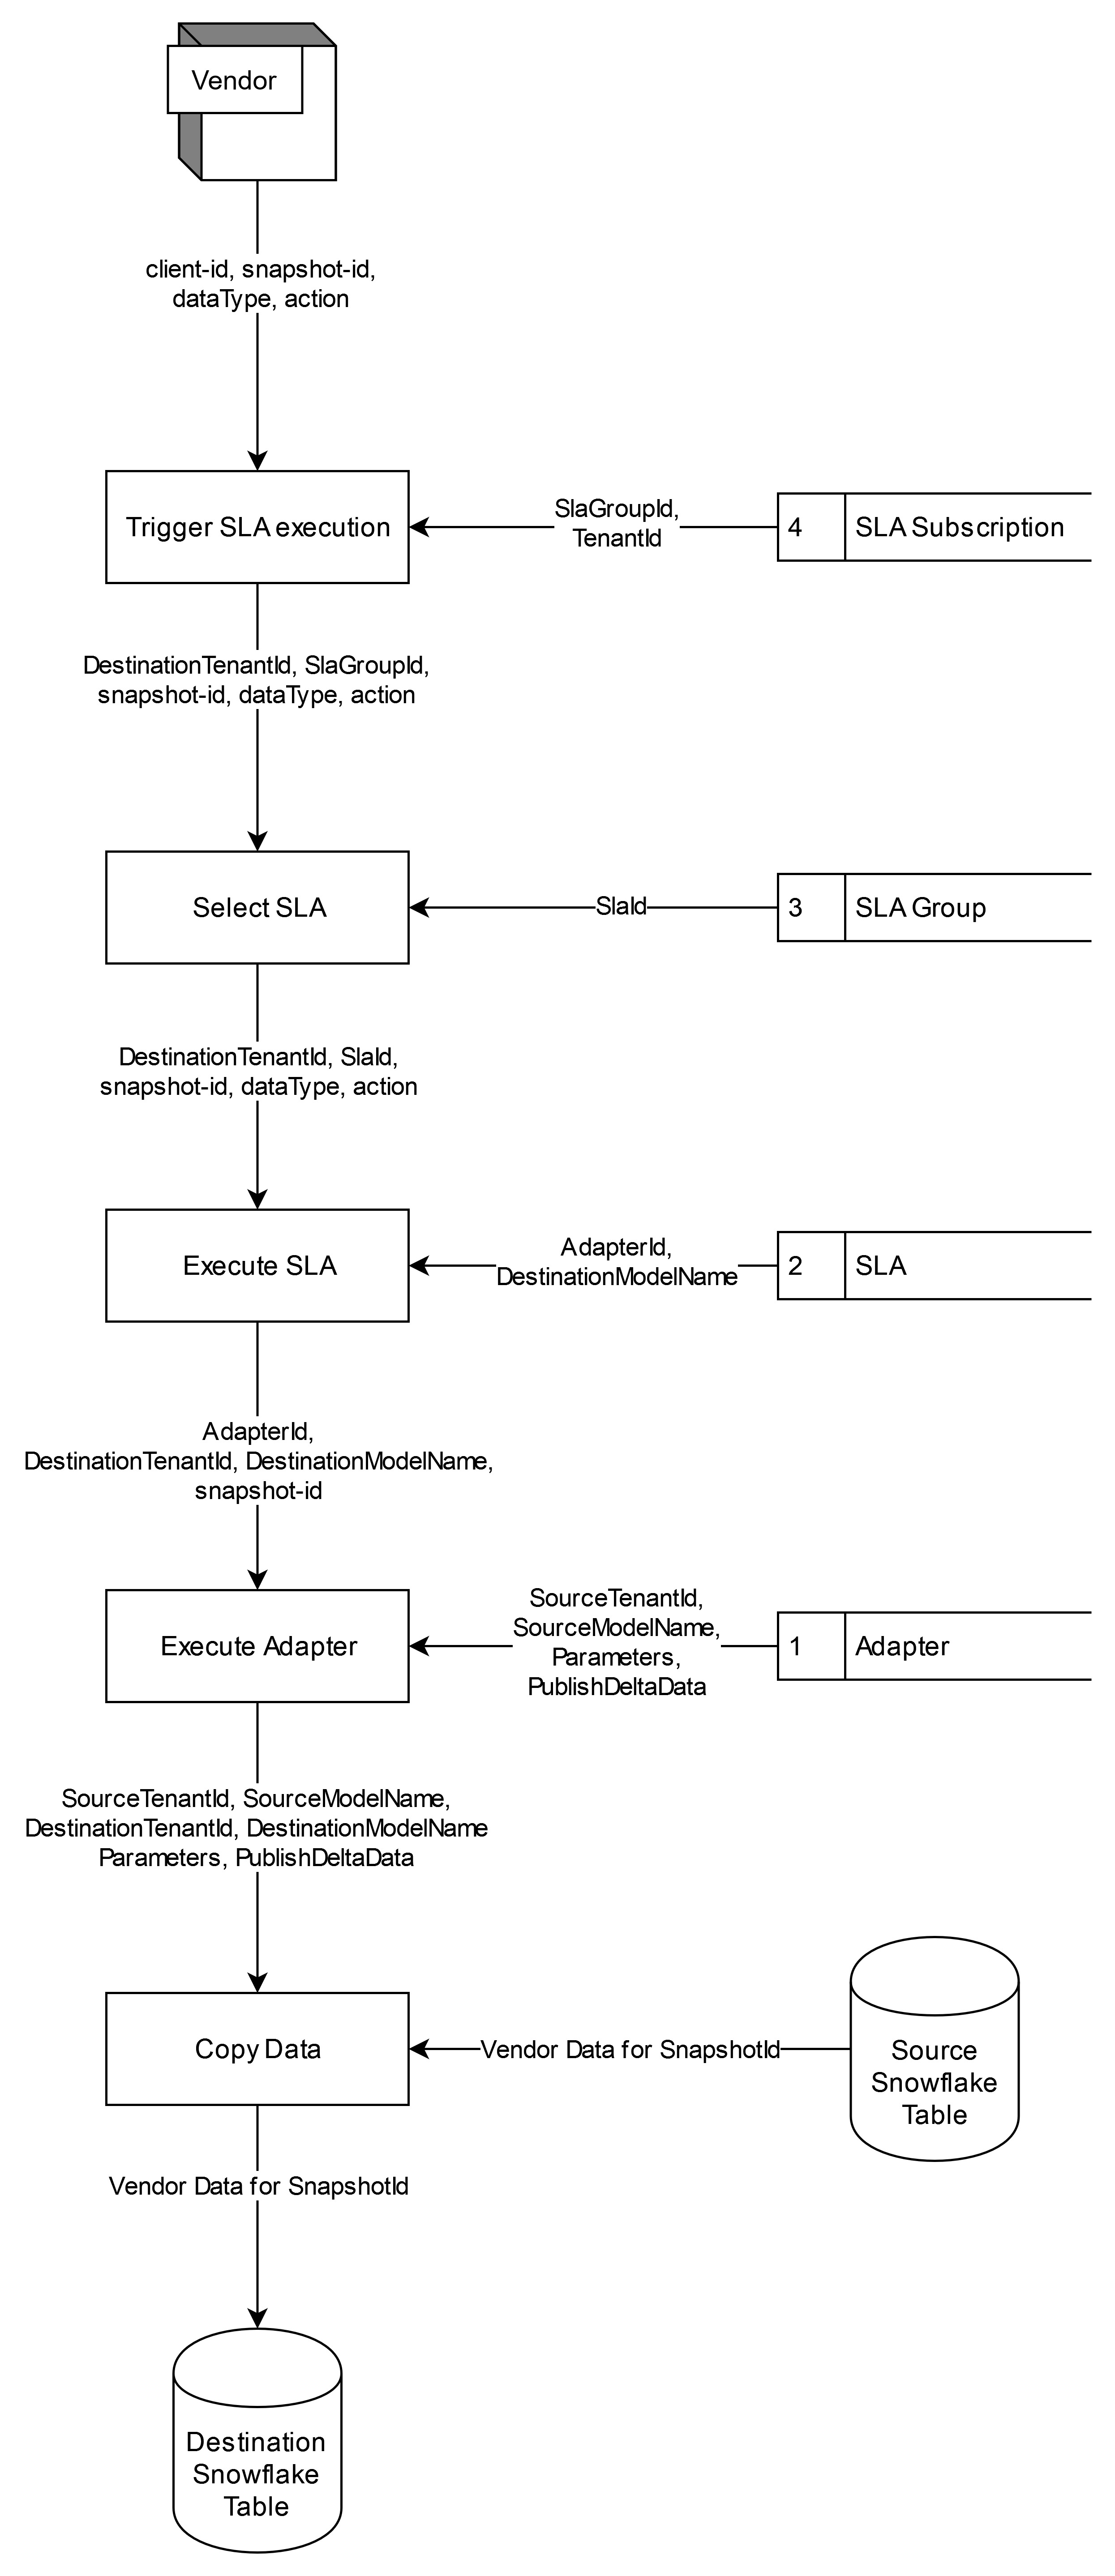 Vendor
client-id, snapshot-id,
dataType, action
Trigger SLA execution
SlaGroupId,
TenantId
4
SLA Subscription
DestinationTenantId, SlaGroupId,
snapshot-id, dataType, action
Select SLA
SlaId
3
SLA Group
DestinationTenantId, SlaId,
snapshot-id, dataType, action
Execute SLA
AdapterId,
DestinationModelName
2
SLA
AdapterId,
DestinationTenantId, DestinationModelName,
snapshot-id
Execute Adapter
SourceTenantId,
SourceModelName,
Parameters,
PublishDeltaData
1
Adapter
SourceTenantId, SourceModelName,
DestinationTenantId, DestinationModelName
Parameters, PublishDeltaData
Copy Data
Vendor Data for SnapshotId
Source
Snowflake
Table
Vendor Data for SnapshotId
Destination
Snowflake
Table